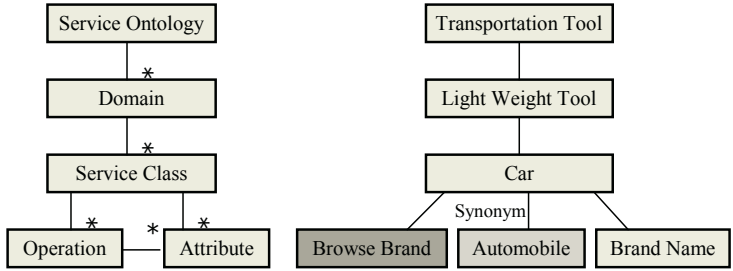 Service Ontology
*
Domain
*
Service Class
*
*
*
Operation
Attribute
Transportation Tool
Light Weight Tool
Car
Synonym
Browse Brand
Automobile
Brand Name